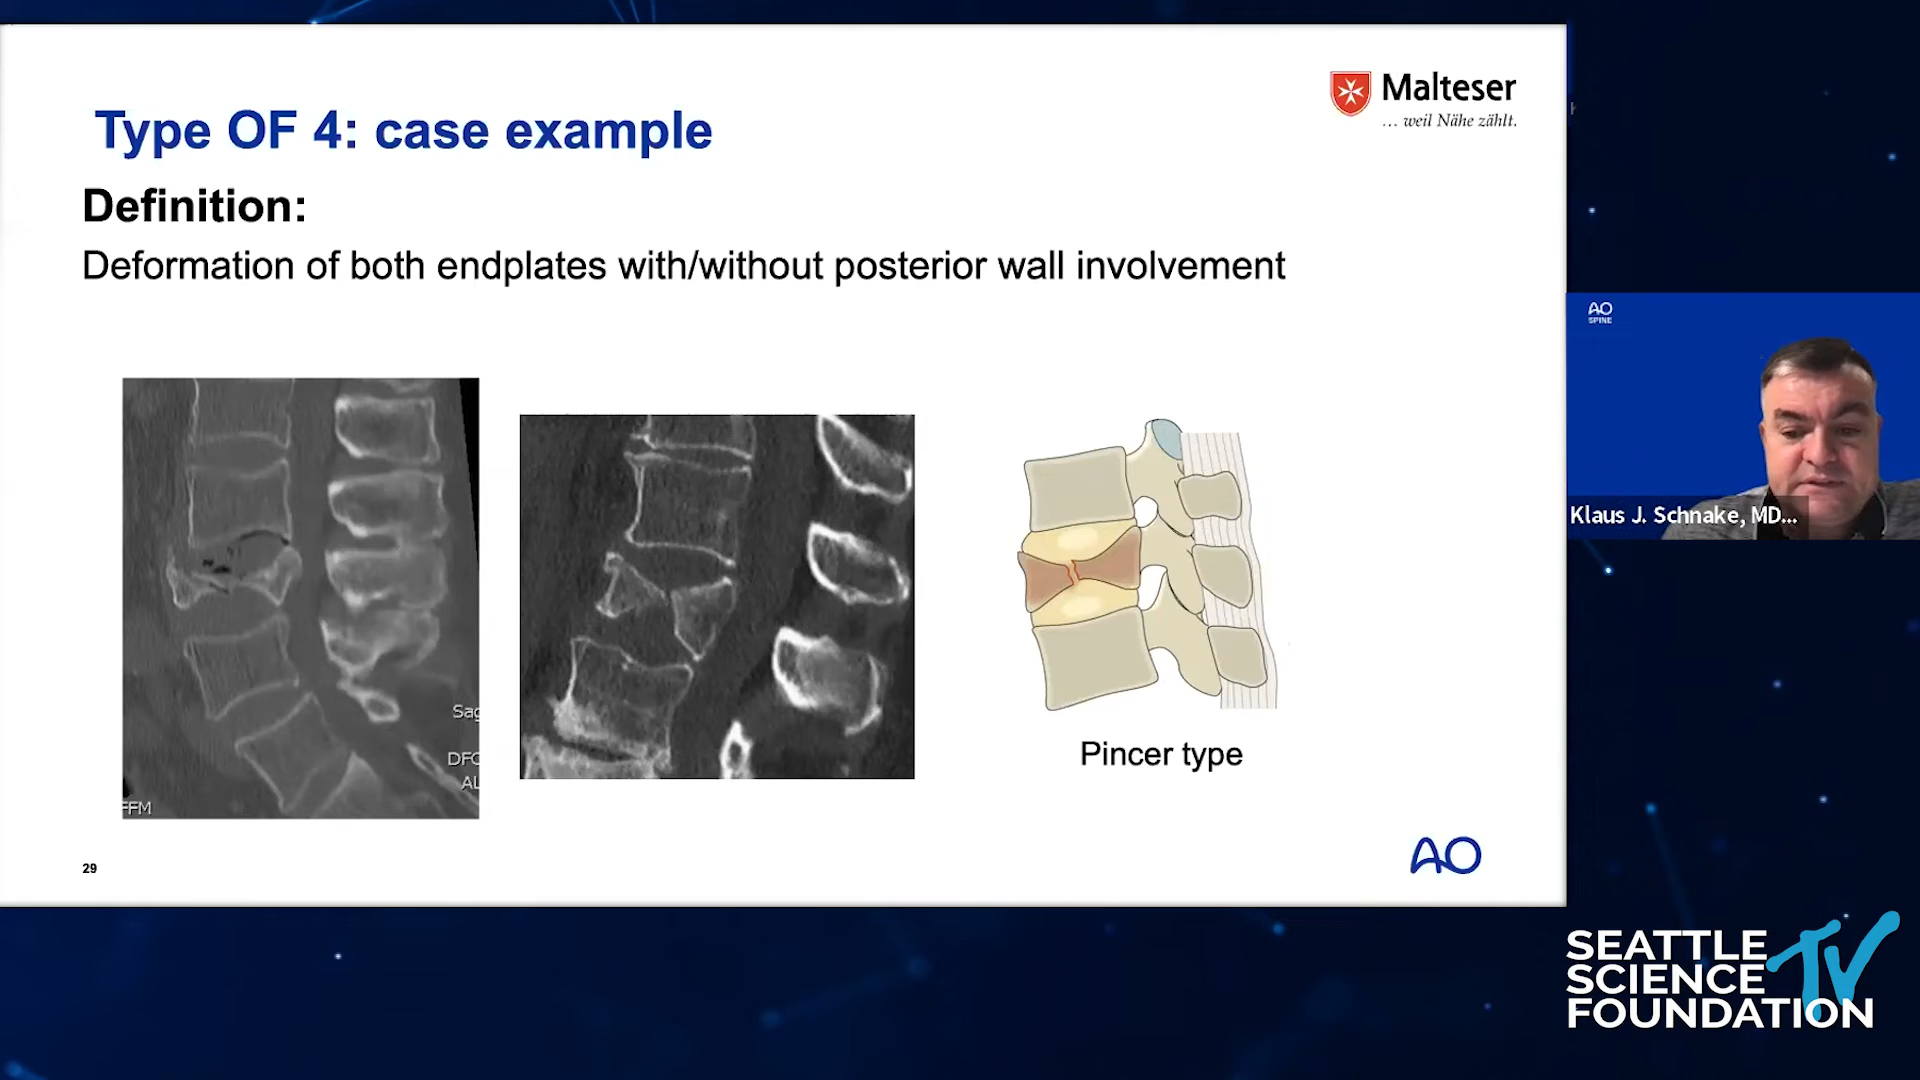 Malteser
... weil Nähe zählt.
Type OF 4: case example
Definition:
Deformation of both endplates with/without posterior wall involvement
AO
SPINE
Klaus J. Schnake, MD...
Sag
DFC
AL
FFM
Pincer type
29
AO
SEATTLE
SCIENCE TV
FOUNDATION